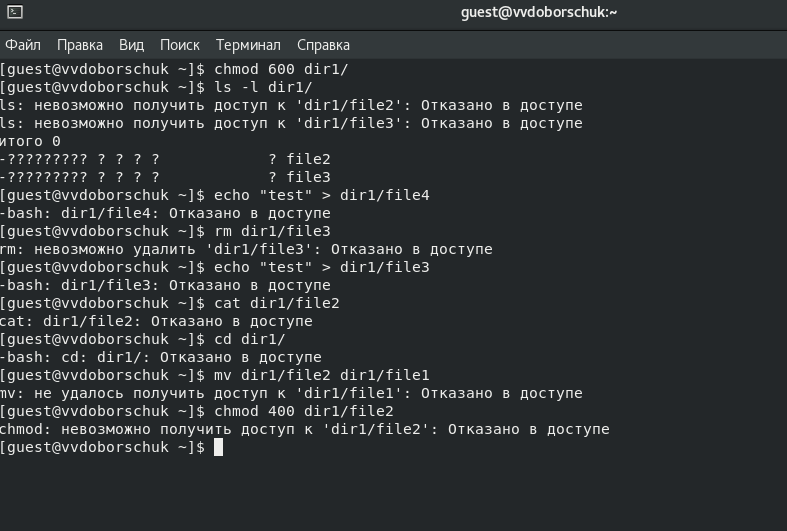 guest@vvdoborschuk:~
Файл Правка Вид Поиск Терминал Справка
[guest@vvdoborschuk ~]$ chmod 600 dir1/
[guest@vvdoborschuk ~]$ ls -l dir1/
ls: невозможно получить доступ к 'dir1/file2': Отказано в доступе
ls: невозможно получить доступ к 'dir1/file3': Отказано в доступе
итого 0
-????????? ? ? ? ?            ? file2
-????????? ? ? ? ?            ? file3
[guest@vvdoborschuk ~]$ echo "test" > dir1/file4
-bash: dir1/file4: Отказано в доступе
[guest@vvdoborschuk ~]$ rm dir1/file3
rm: невозможно удалить 'dir1/file3': Отказано в доступе
[guest@vvdoborschuk ~]$ echo "test" > dir1/file3
-bash: dir1/file3: Отказано в доступе
[guest@vvdoborschuk ~]$ cat dir1/file2
cat: dir1/file2: Отказано в доступе
[guest@vvdoborschuk ~]$ cd dir1/
-bash: cd: dir1/: Отказано в доступе
[guest@vvdoborschuk ~]$ mv dir1/file2 dir1/file1
mv: не удалось получить доступ к 'dir1/file1': Отказано в доступе
[guest@vvdoborschuk ~]$ chmod 400 dir1/file2
chmod: невозможно получить доступ к 'dir1/file2': Отказано в доступе
[guest@vvdoborschuk ~]$